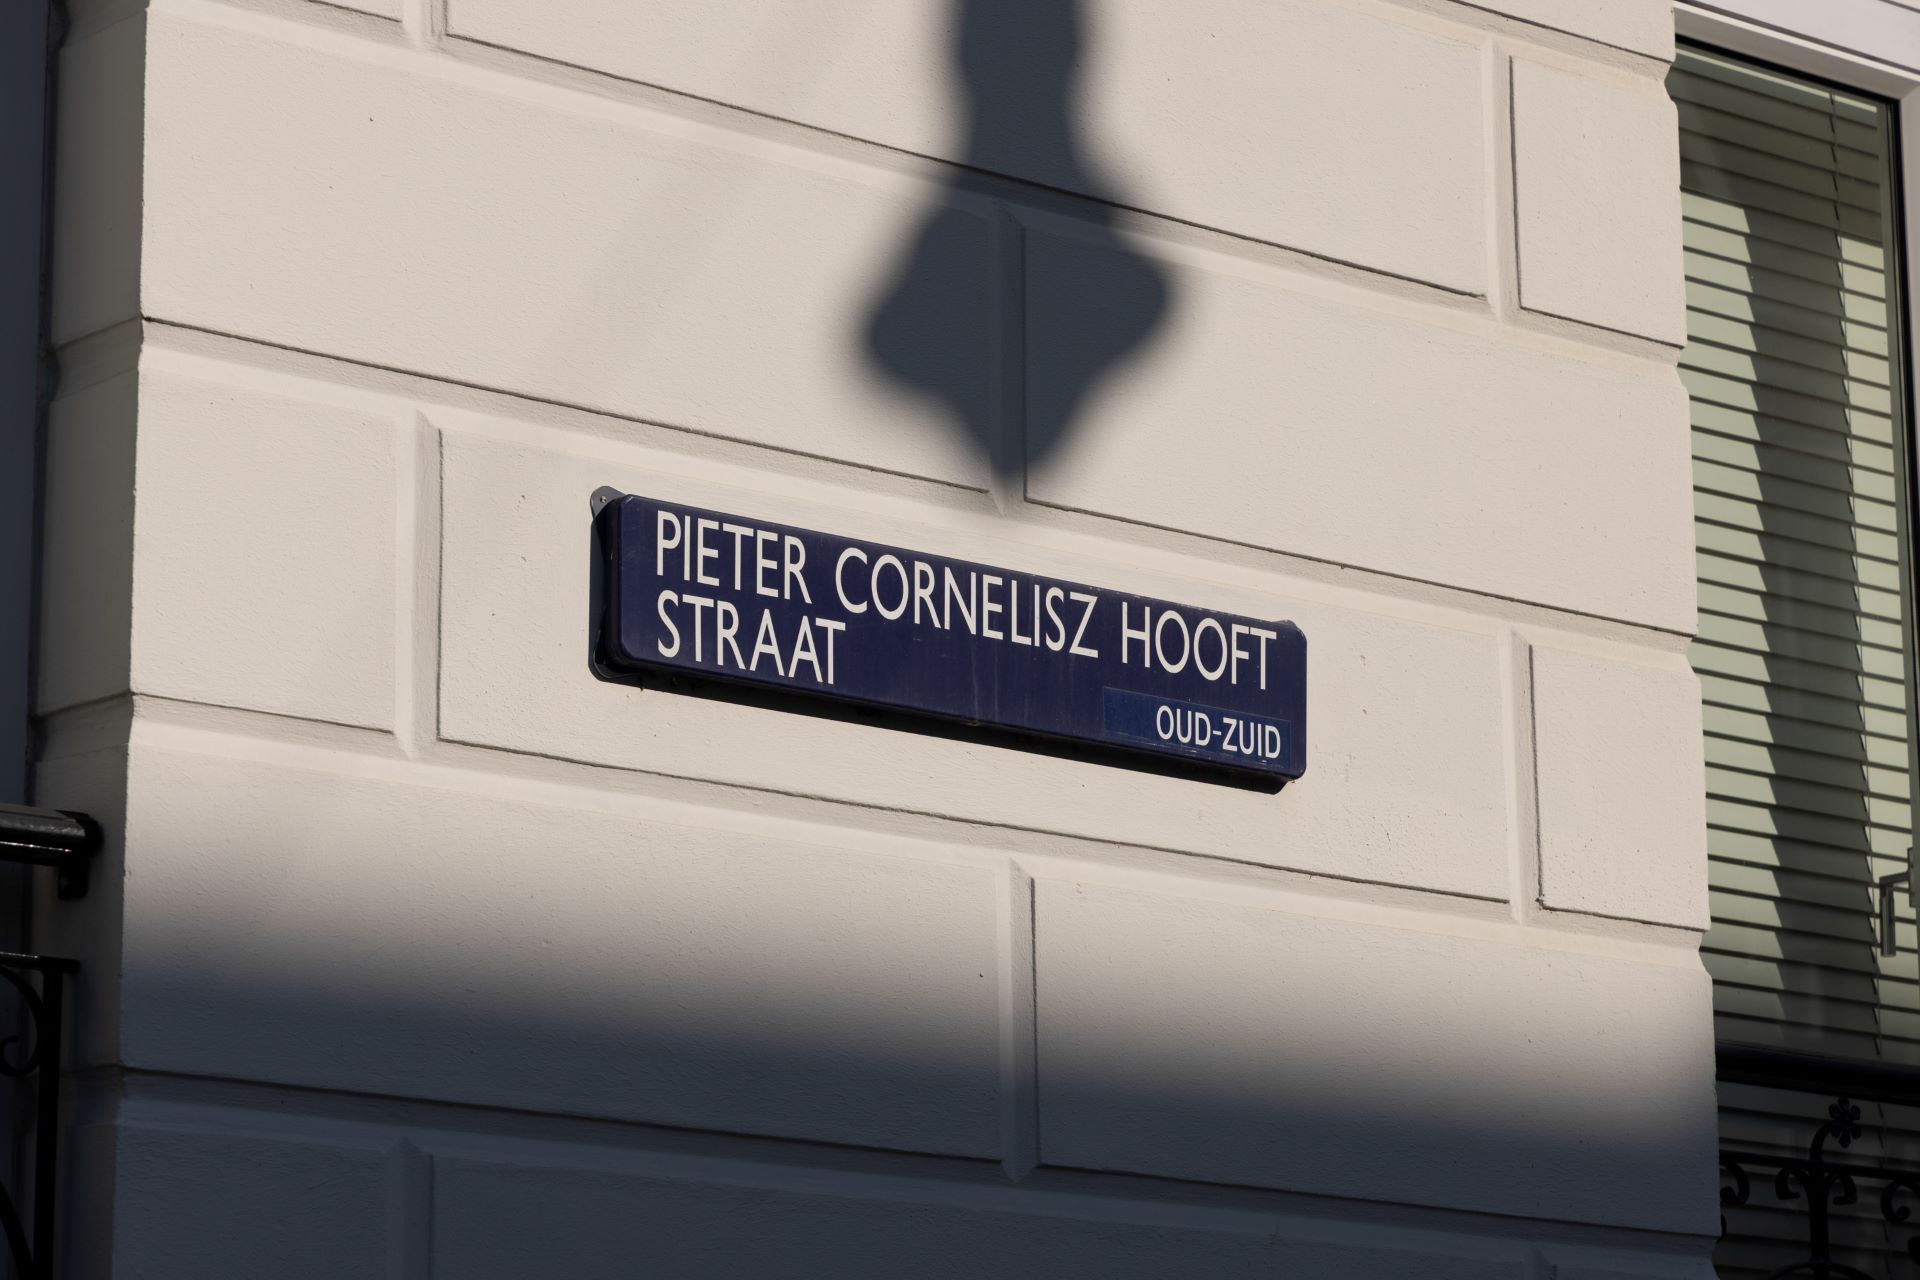 PIETER CORNELISZ HOOFT
STRAAT
OUD-ZUID